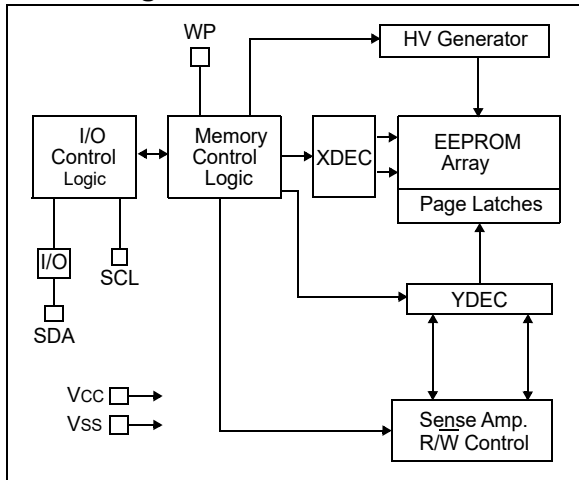 WP
HV Generator
I/O
Control
Logic
Memory
Control
Logic
XDEC
EEPROM
Array
Page Latches
I/O
SCL
SDA
YDEC
VCC
VSS
Sense Amp.
R/W̅ Control